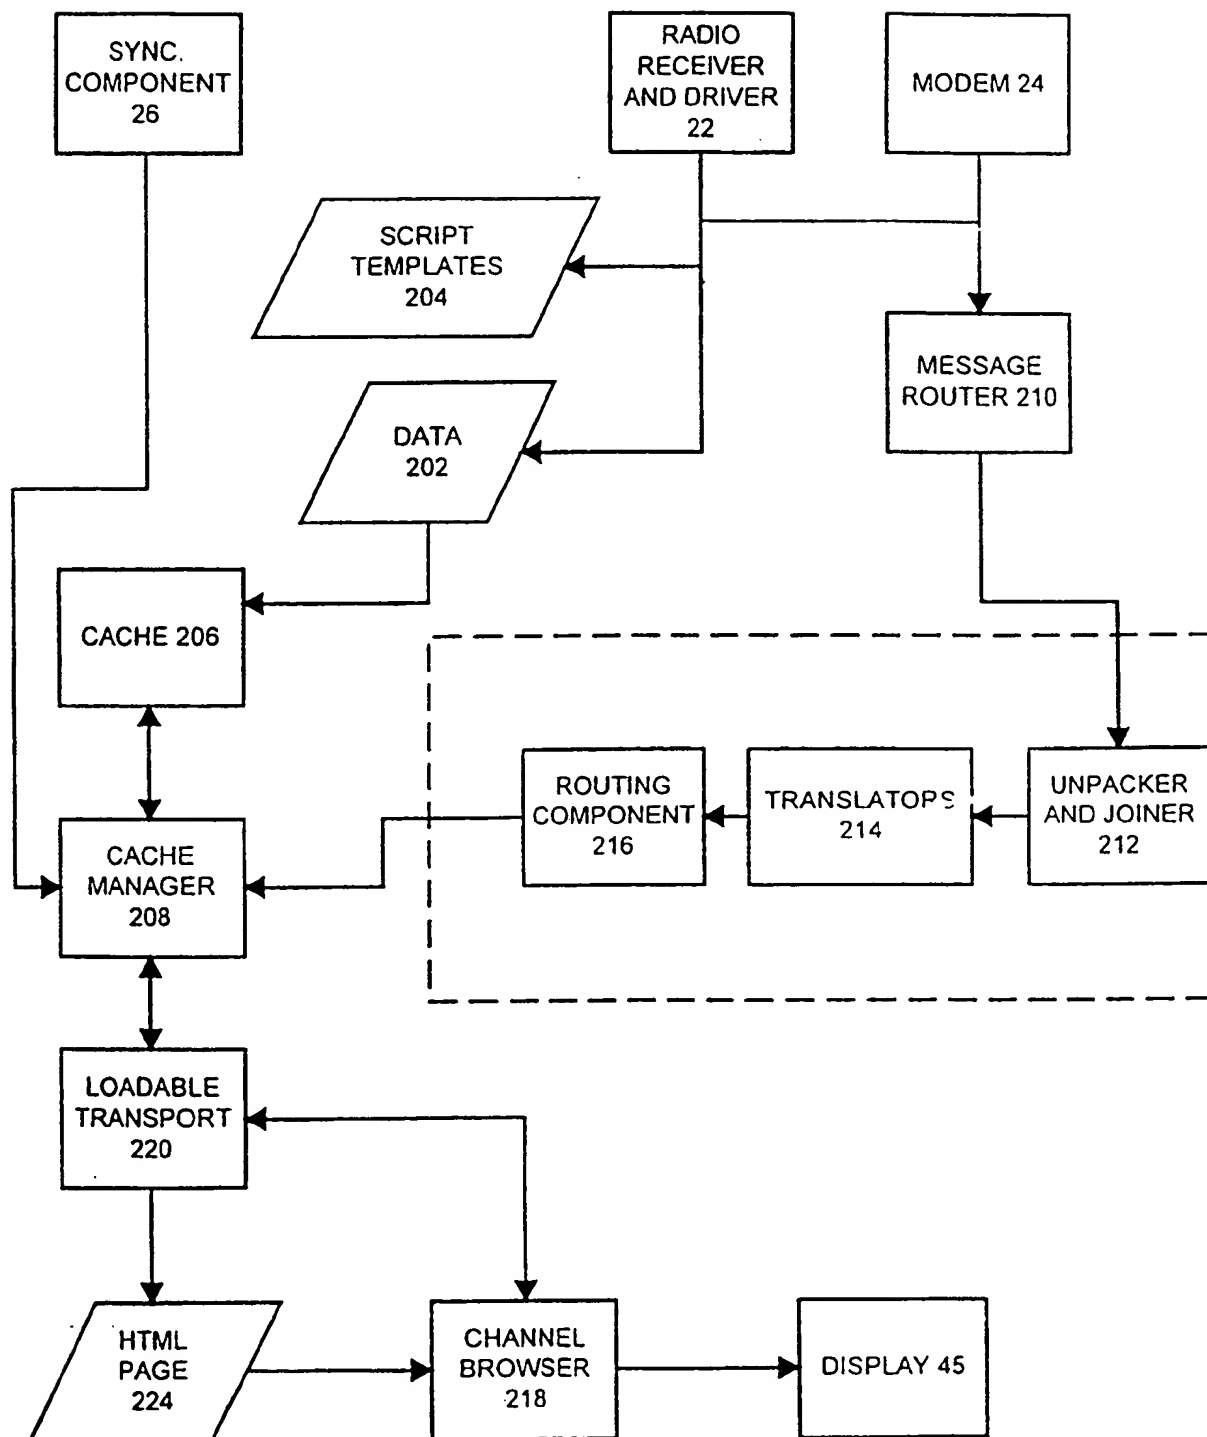 SYNC.
COMPONENT
26
RADIO
RECEIVER
AND DRIVER
22
MODEM 24
SCRIPT
TEMPLATES
204
MESSAGE
ROUTER 210
DATA
202
CACHE 206
ROUTING
COMPONENT
216
TRANSLATOPS
214
UNPACKER
AND JOINER
212
CACHE
MANAGER
208
LOADABLE
TRANSPORT
220
HTML
PAGE
224
CHANNEL
BROWSER
218
DISPLAY 45